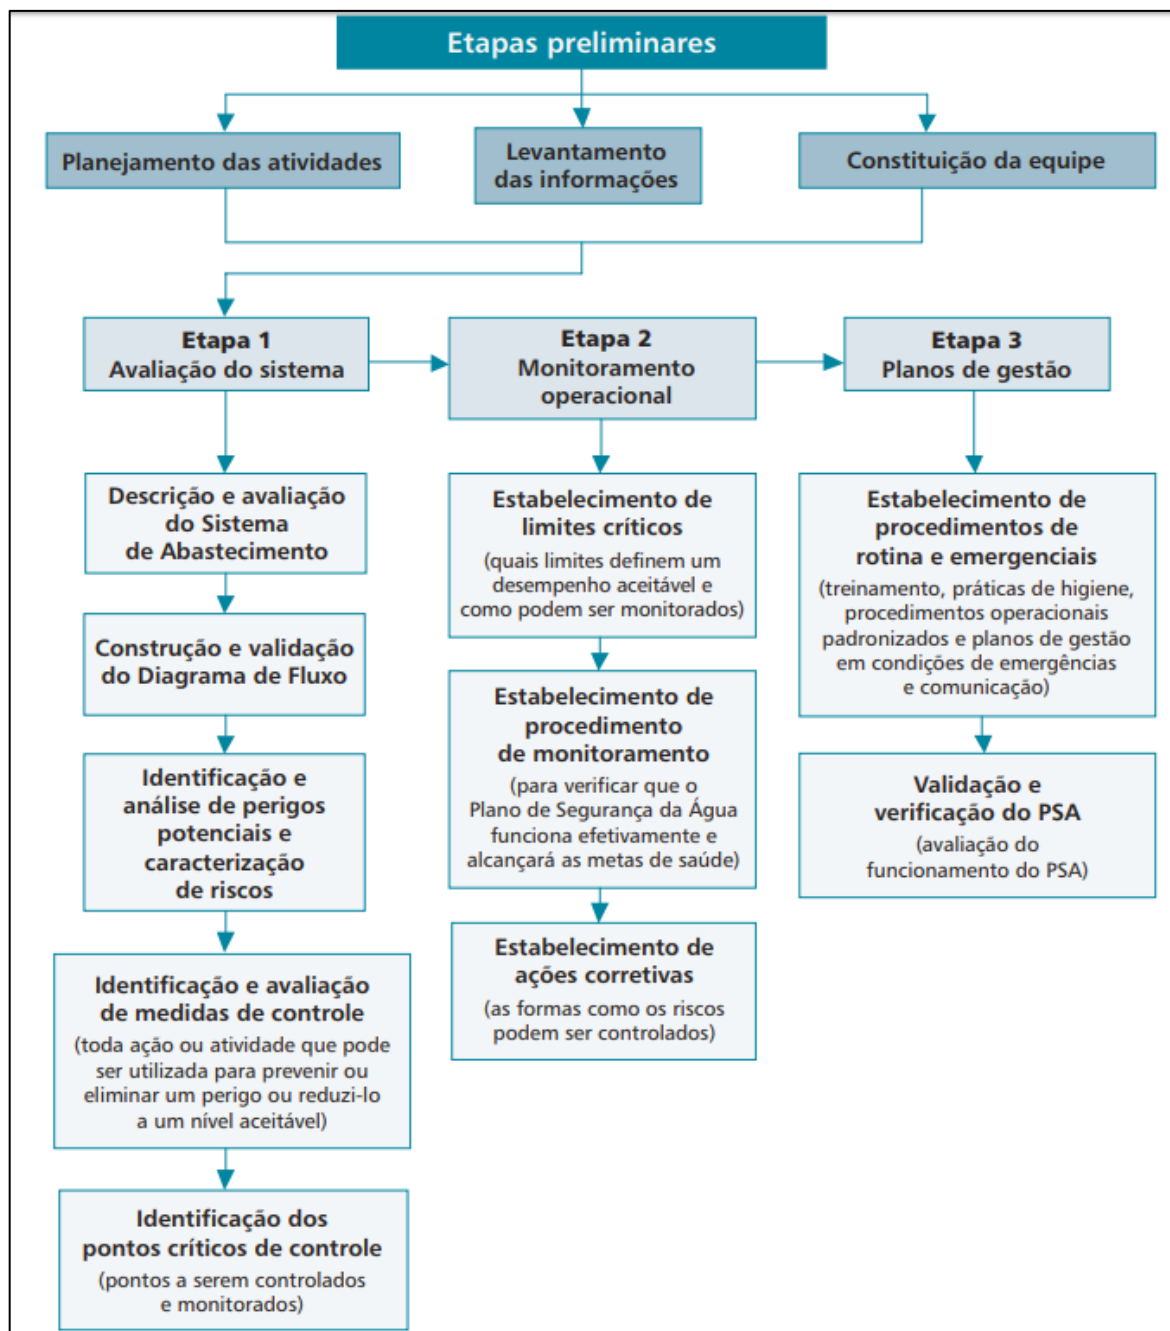 Etapas preliminares
Planejamento das atividades
Levantamento
das informações
Constituição da equipe
Etapa 1
Avaliação do sistema
Etapa 2
Monitoramento
operacional
Etapa 3
Planos de gestão
Descrição e avaliação
do Sistema
de Abastecimento
Construção e validação
do Diagrama de Fluxo
Identificação e
análise de perigos
potenciais e
caracterização
de riscos
Identificação e avaliação
de medidas de controle
(toda ação ou atividade que pode
ser utilizada para prevenir ou
eliminar um perigo ou reduzi-lo
a um nível aceitável)
Identificação dos
pontos críticos de controle
(pontos a serem controlados
e monitorados)
Estabelecimento de
limites críticos
(quais limites definem um
desempenho aceitável e
como podem ser monitorados)
Estabelecimento de
procedimento
de monitoramento
(para verificar que o
Plano de Segurança da Água
funciona efetivamente e
alcançará as metas de saúde)
Estabelecimento de
ações corretivas
(as formas como os riscos
podem ser controlados)
Estabelecimento de
procedimentos de
rotina e emergenciais
(treinamento, práticas de higiene,
procedimentos operacionais
padronizados e planos de gestão
em condições de emergências
e comunicação)
Validação e
verificação do PSA
(avaliação do
funcionamento do PSA)